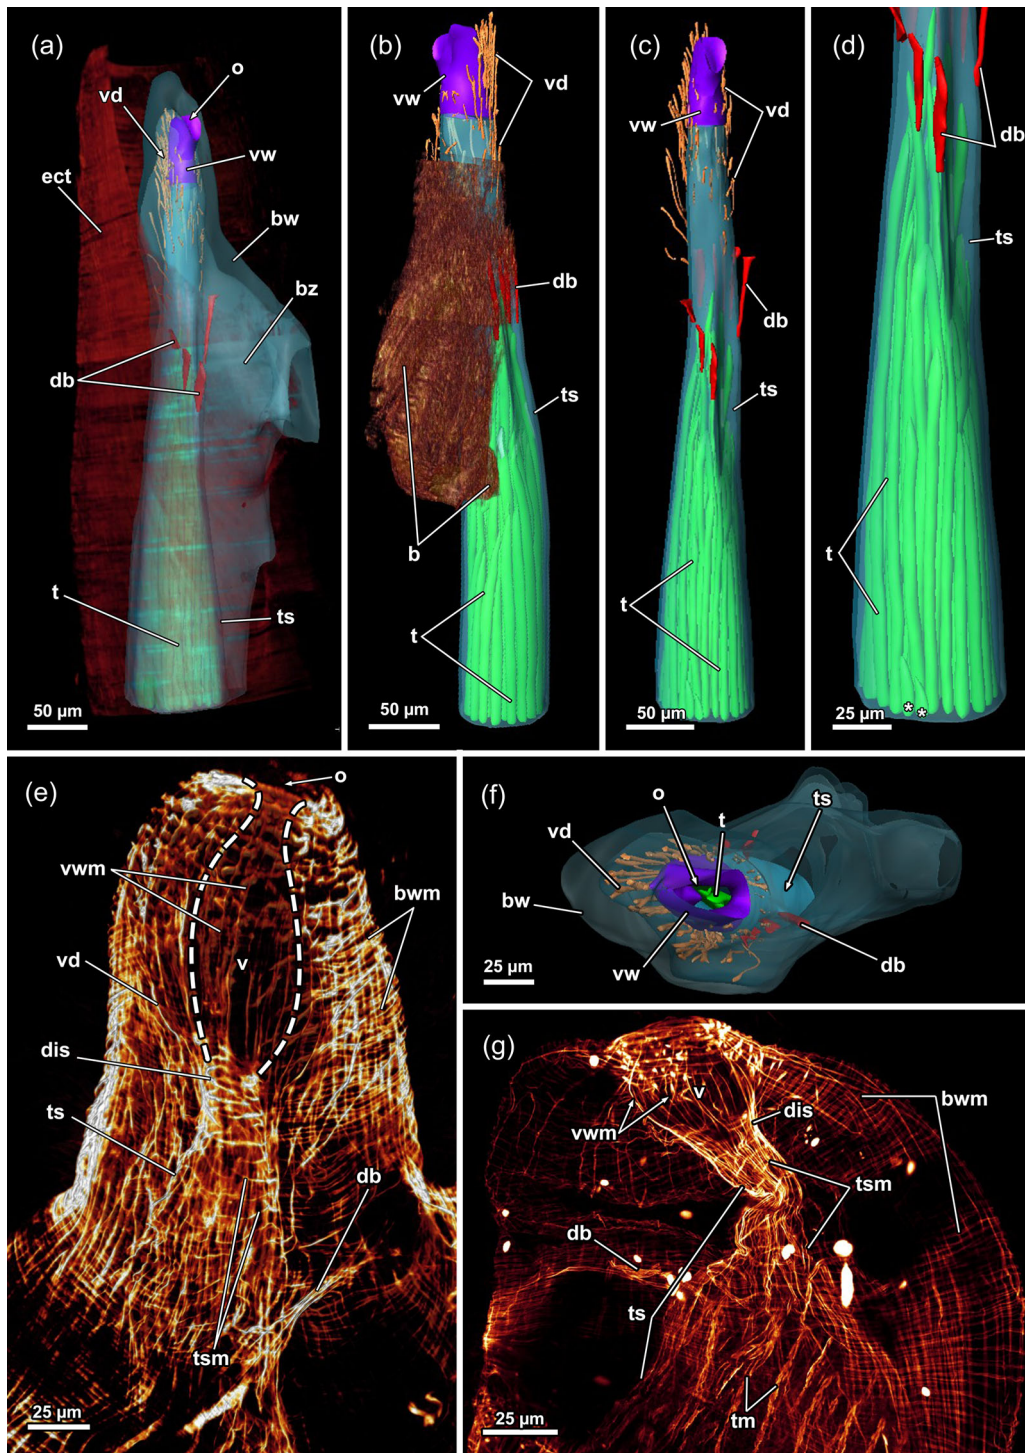 (a)
o
vd
vw
ect
bw
bz
db
t
ts
50 µm
(b)
vw
vd
db
ts
b
t
50 µm
(c)
vw
vd
db
ts
t
50 µm
(d)
db
ts
t
* *
25 µm
(e)
o
vwm
bwm
vd
v
dis
ts
db
tsm
25 µm
(f)
o
t
ts
vd
bw
vw
db
25 µm
(g)
v
dis
bwm
vwm
tsm
db
ts
tm
25 µm